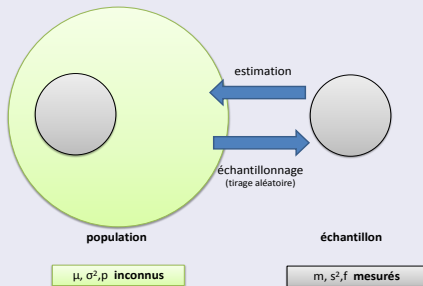 estimation
échantillonnage
(tirage aléatoire)
population
échantillon
μ, σ²,p inconnus
m, s²,f mesurés